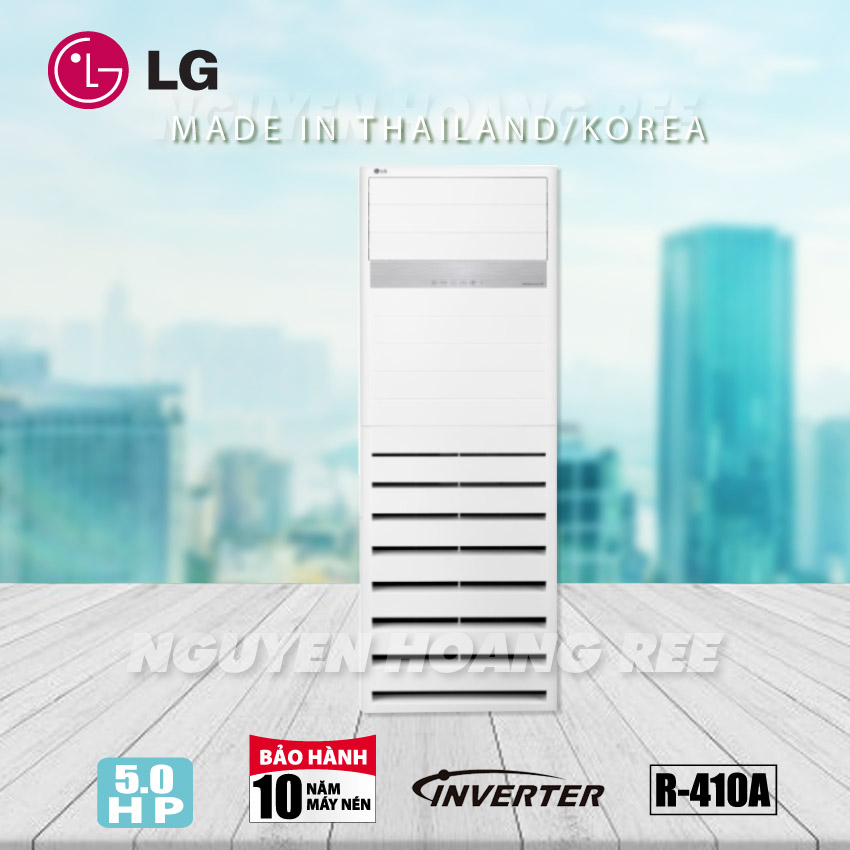 LG
NGUYEN HOANG REE
MADE IN THAILAND/KOREA
LG
NGUYEN HOANG REE
5.0
HP
BẢO HÀNH
10 NĂM
MÁY NÉN
INVERTER
R-410A